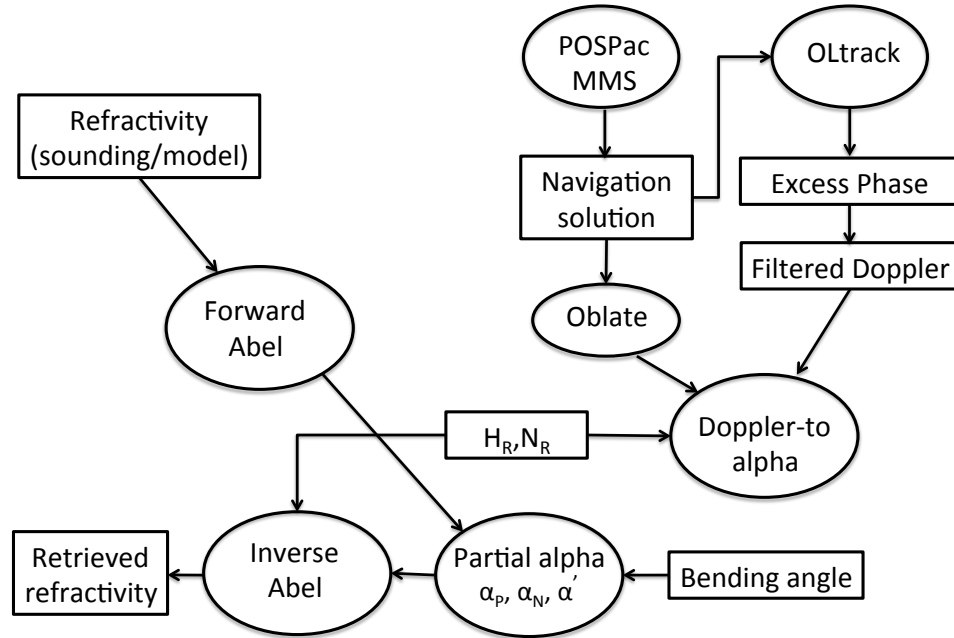 POSPac
MMS
OLtrack
Refractivity
(sounding/model)
Navigation
solution
Excess Phase
Filtered Doppler
Forward
Abel
Oblate
H_R,N_R
Doppler-to
alpha
Retrieved
refractivity
Inverse
Abel
Partial alpha
α_P, α_N, α'
Bending angle